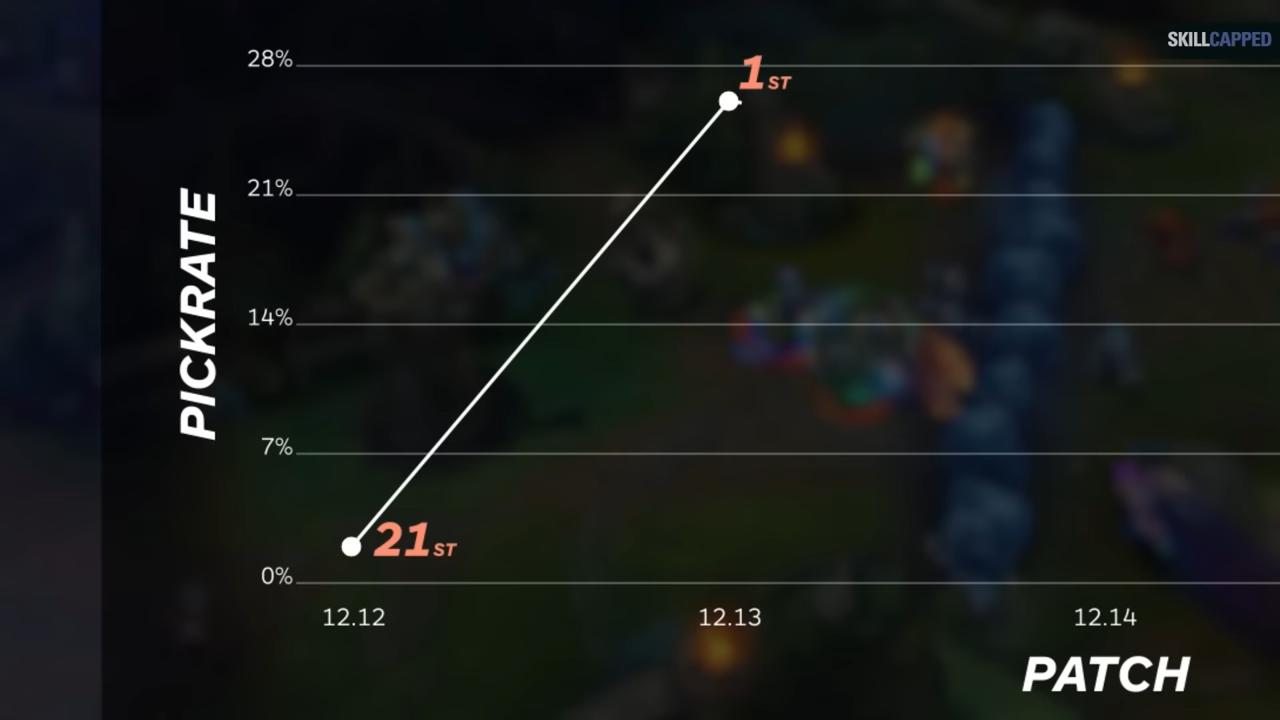 SKILLCAPPED
28%
1ST
21%
PICKRATE
14%
7%
21ST
0%
12.12 12.13 12.14
PATCH